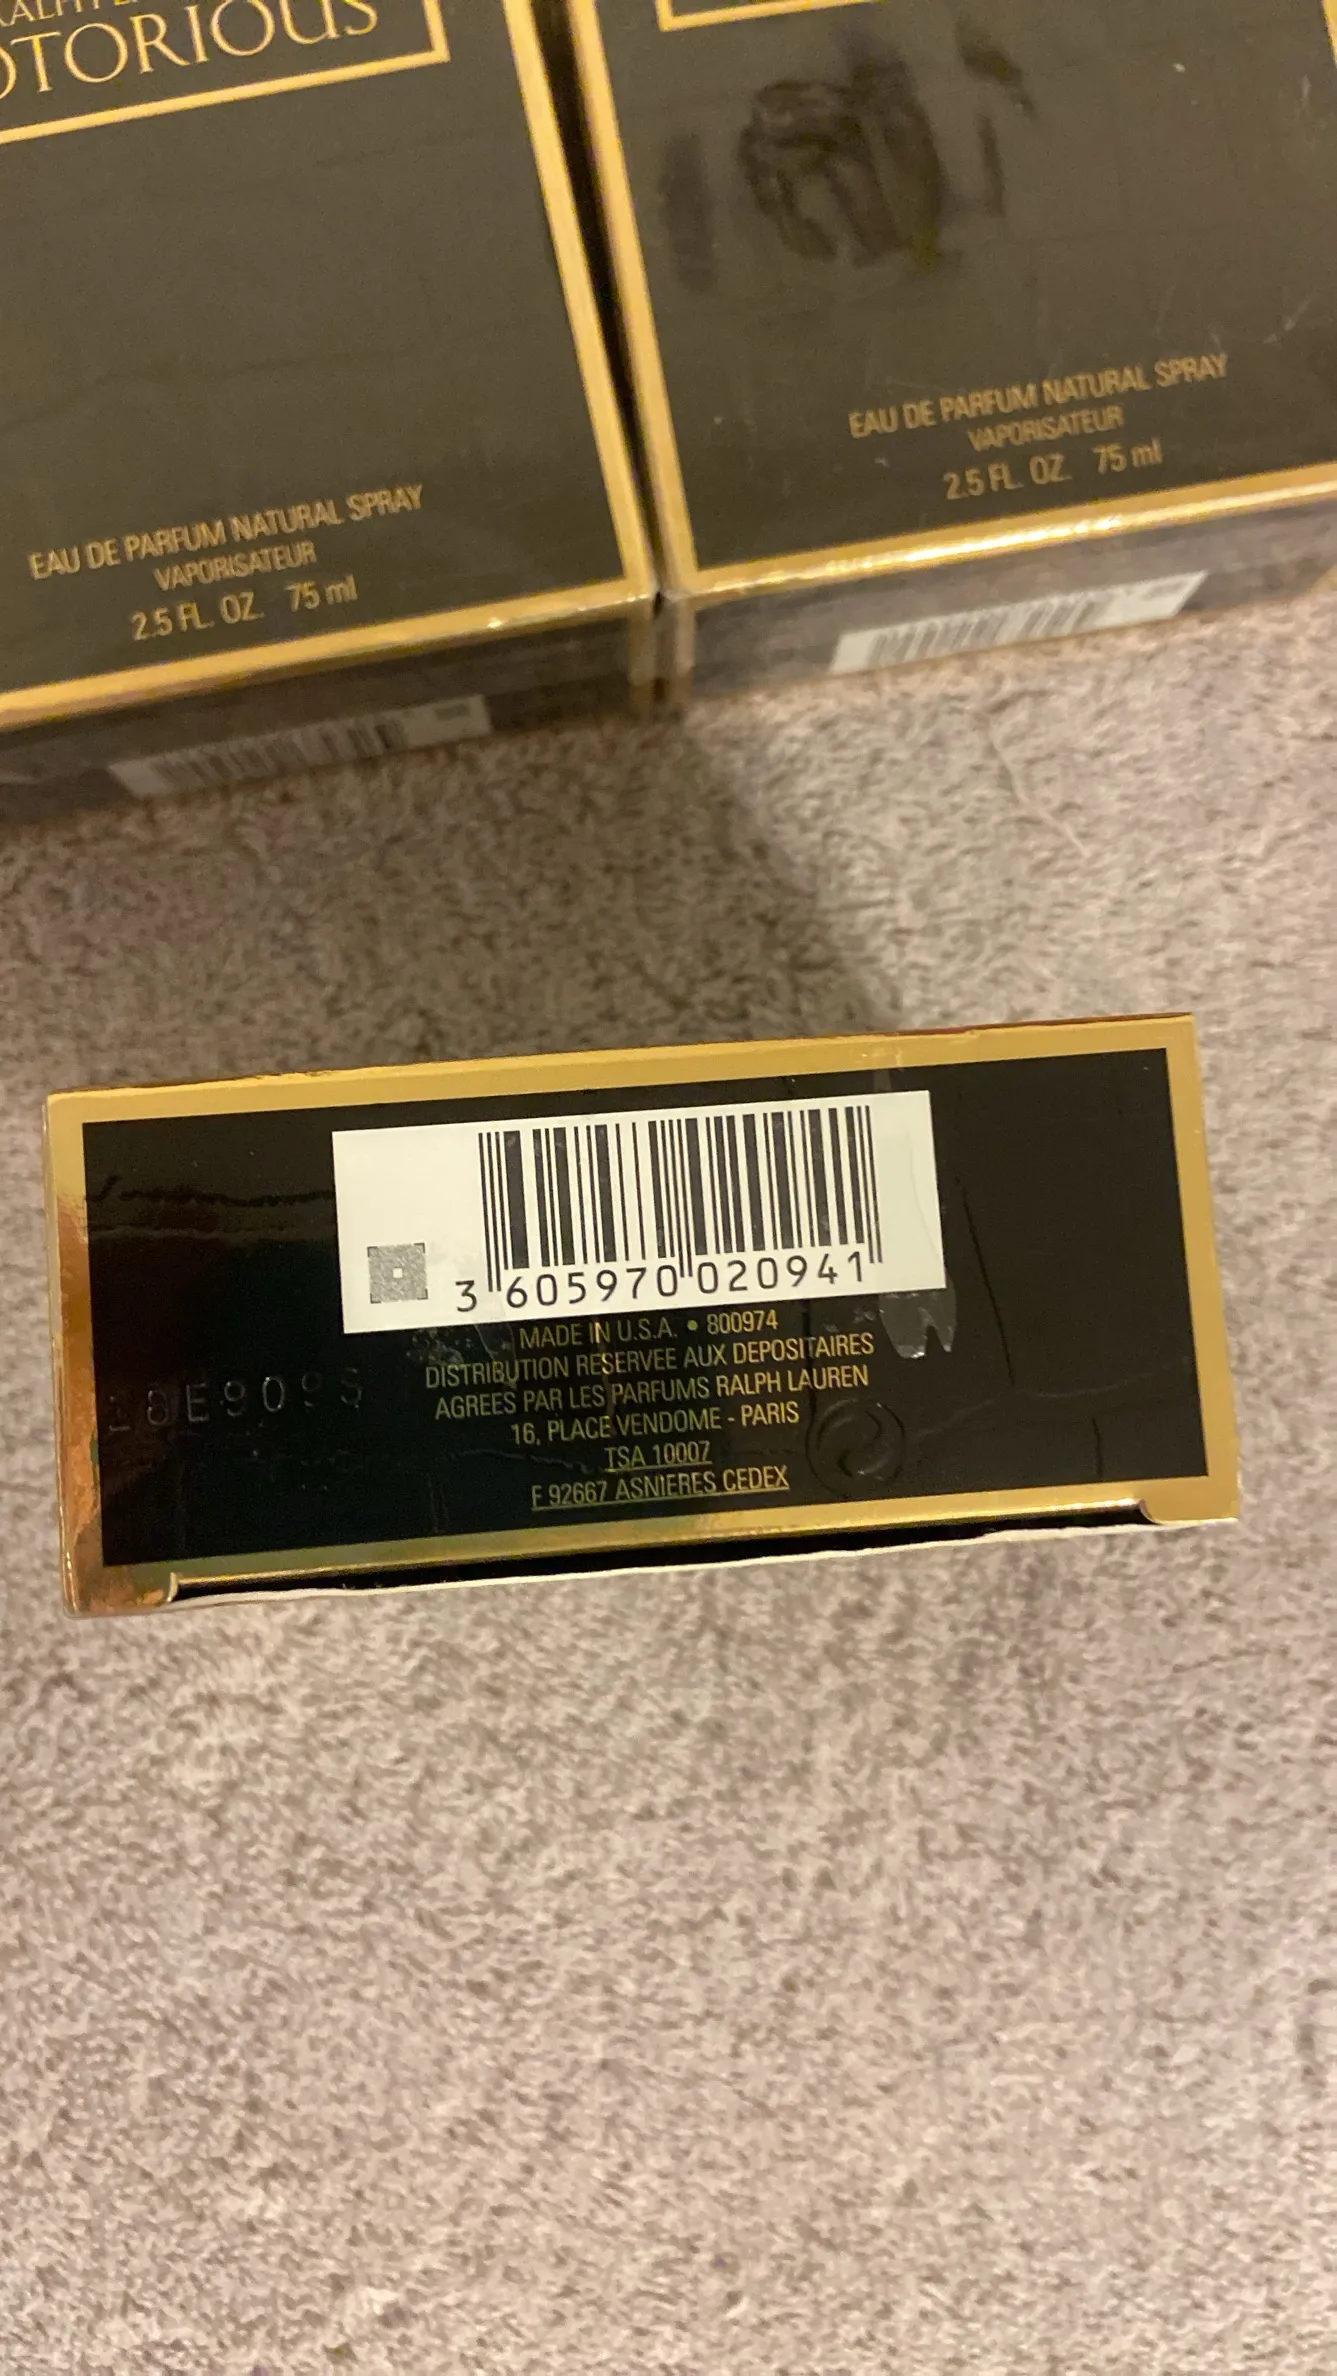 OTORIOUS
EAU DE PARFUM NATURAL SPRAY
VAPORISATEUR
2.5 FL. OZ. 75 ml
EAU DE PARFUM NATURAL SPRAY
VAPORISATEUR
2.5 FL. OZ. 75 ml
3 605970 020941
MADE IN U.S.A. • 800974
DISTRIBUTION RESERVEE AUX DEPOSITAIRES
AGREES PAR LES PARFUMS RALPH LAUREN
16, PLACE VENDOME - PARIS
TSA 10007
F 92667 ASNIERES CEDEX